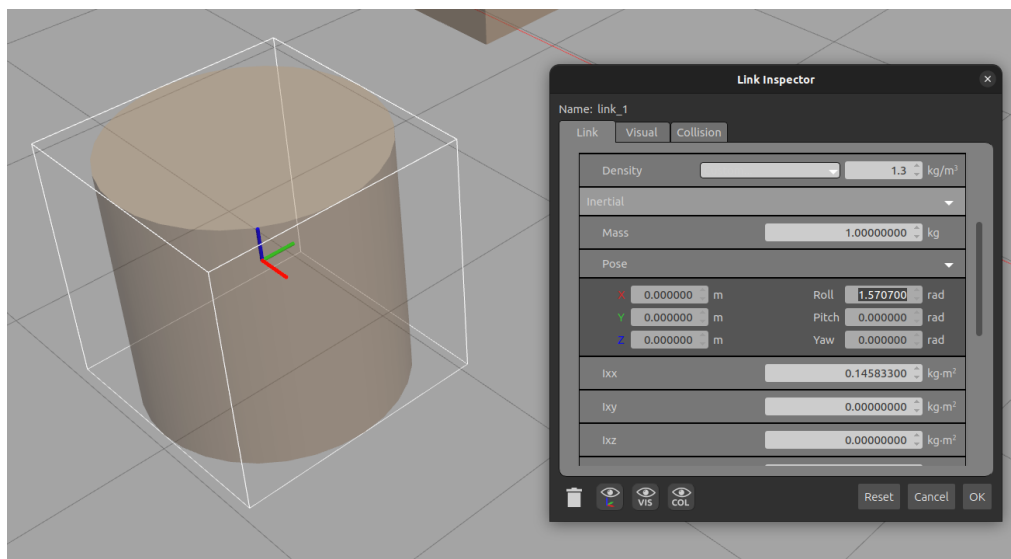 Link Inspector
Name: link_1
Link Visual Collision
Density 1.3 kg/m³
Inertial
Mass 1.00000000 kg
Pose
X 0.000000 m Roll 1.570700 rad
Y 0.000000 m Pitch 0.000000 rad
Z 0.000000 m Yaw 0.000000 rad
Ixx 0.14583300 kg·m²
Ixy 0.00000000 kg·m²
Ixz 0.00000000 kg·m²
VIS COL Reset Cancel OK